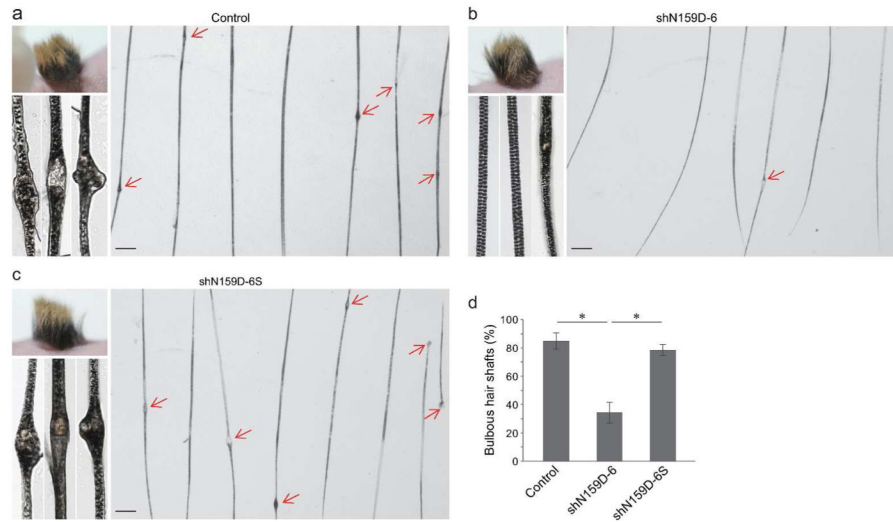 a
Control
b
shN159D-6
c
shN159D-6S
d
Bulbous hair shafts (%)
100
80
60
40
20
0
*
*
Control
shN159D-6
shN159D-6S